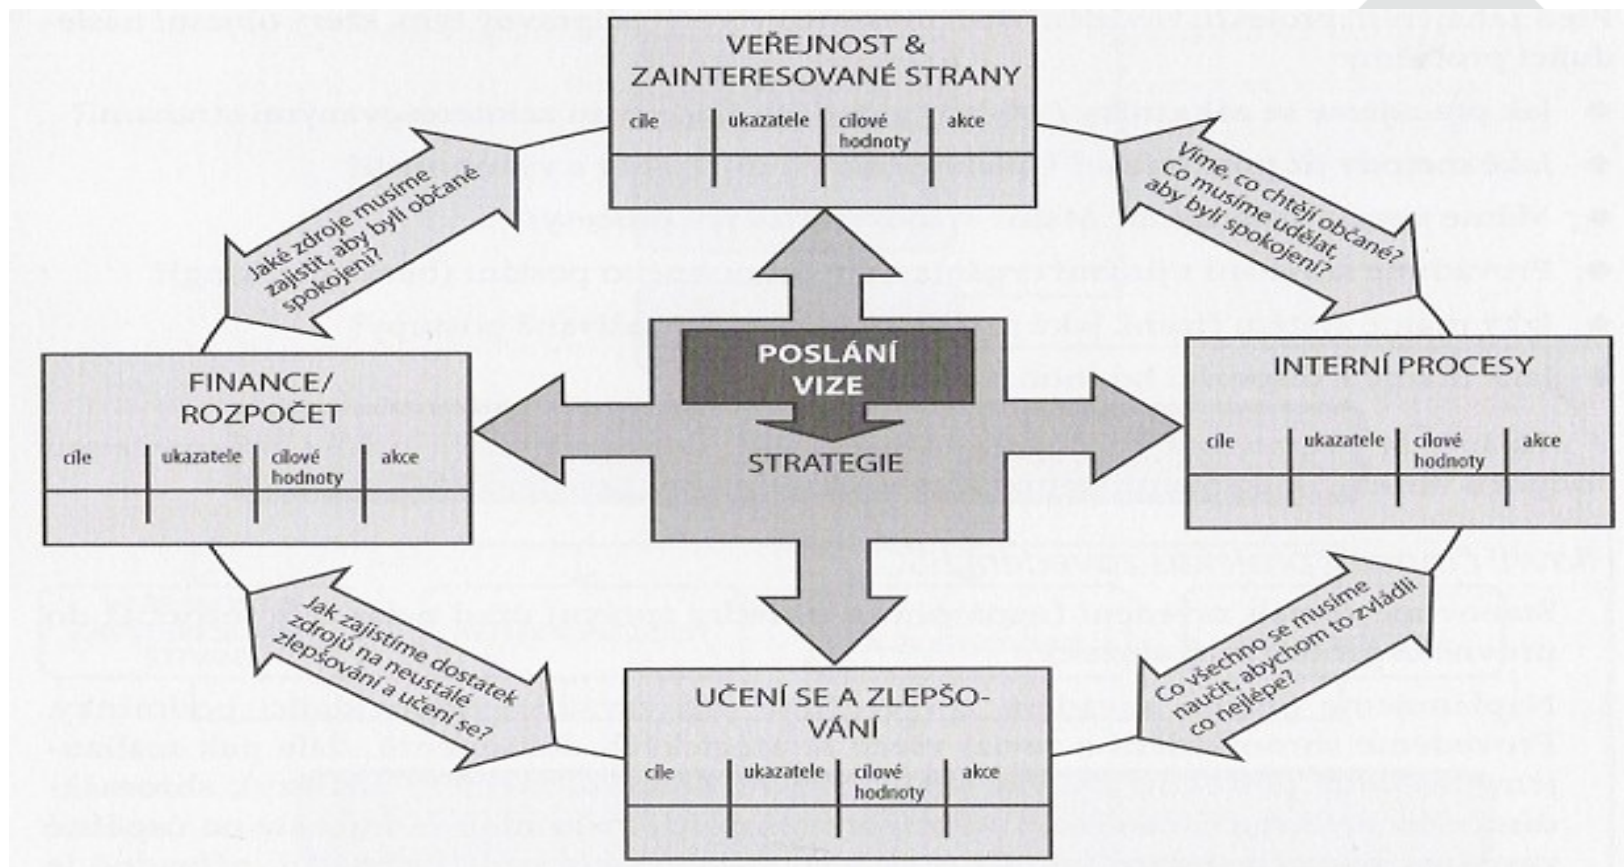 VEŘEJNOST &
ZAINTERESOVANÉ STRANY
cíle ukazatele cílové hodnoty akce
Jaké zdroje musíme
zajistit, aby byli občané
spokojeni?
Víme, co chtějí občané?
Co musíme udělat,
aby byli spokojeni?
POSLÁNÍ
VIZE
STRATEGIE
FINANCE/
ROZPOČET
cíle ukazatele cílové hodnoty akce
INTERNÍ PROCESY
cíle ukazatele cílové hodnoty akce
Jak zajistíme dostatek
zdrojů na neustálé
zlepšování a učení se?
Co všechno se musíme
naučit, abychom to zvládli
co nejlépe?
UČENÍ SE A ZLEPŠO-
VÁNÍ
cíle ukazatele cílové hodnoty akce